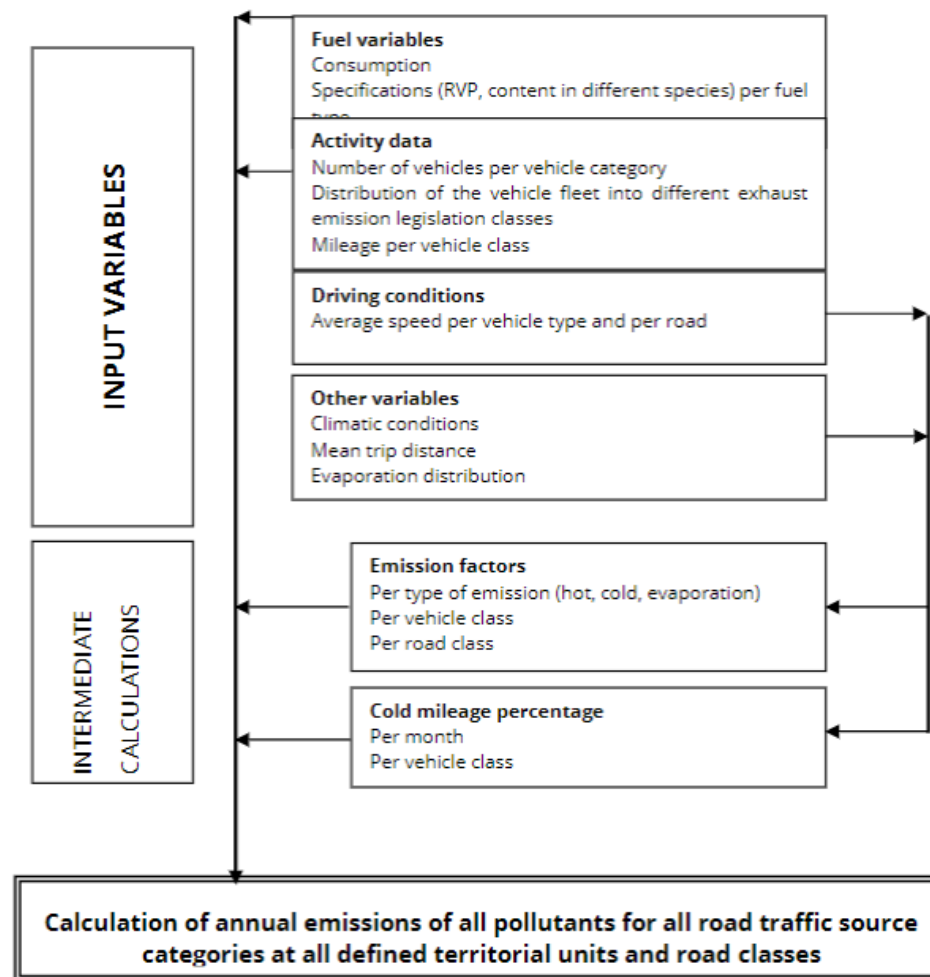 INPUT VARIABLES
Fuel variables
Consumption
Specifications (RVP, content in different species) per fuel
Activity data
Number of vehicles per vehicle category
Distribution of the vehicle fleet into different exhaust
emission legislation classes
Mileage per vehicle class
Driving conditions
Average speed per vehicle type and per road
Other variables
Climatic conditions
Mean trip distance
Evaporation distribution
INTERMEDIATE
CALCULATIONS
Emission factors
Per type of emission (hot, cold, evaporation)
Per vehicle class
Per road class
Cold mileage percentage
Per month
Per vehicle class
Calculation of annual emissions of all pollutants for all road traffic source
categories at all defined territorial units and road classes